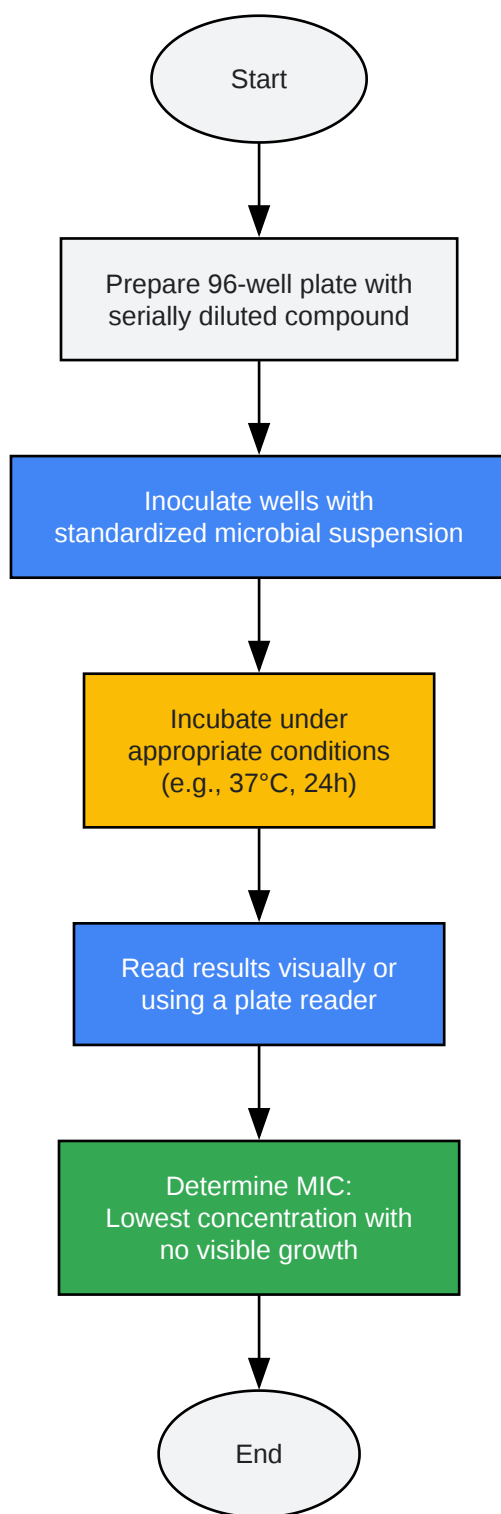 Start
Prepare 96-well plate with
serially diluted compound
Inoculate wells with
standardized microbial suspension
Incubate under
appropriate conditions
(e.g., 37°C, 24h)
Read results visually or
using a plate reader
Determine MIC:
Lowest concentration with
no visible growth
End